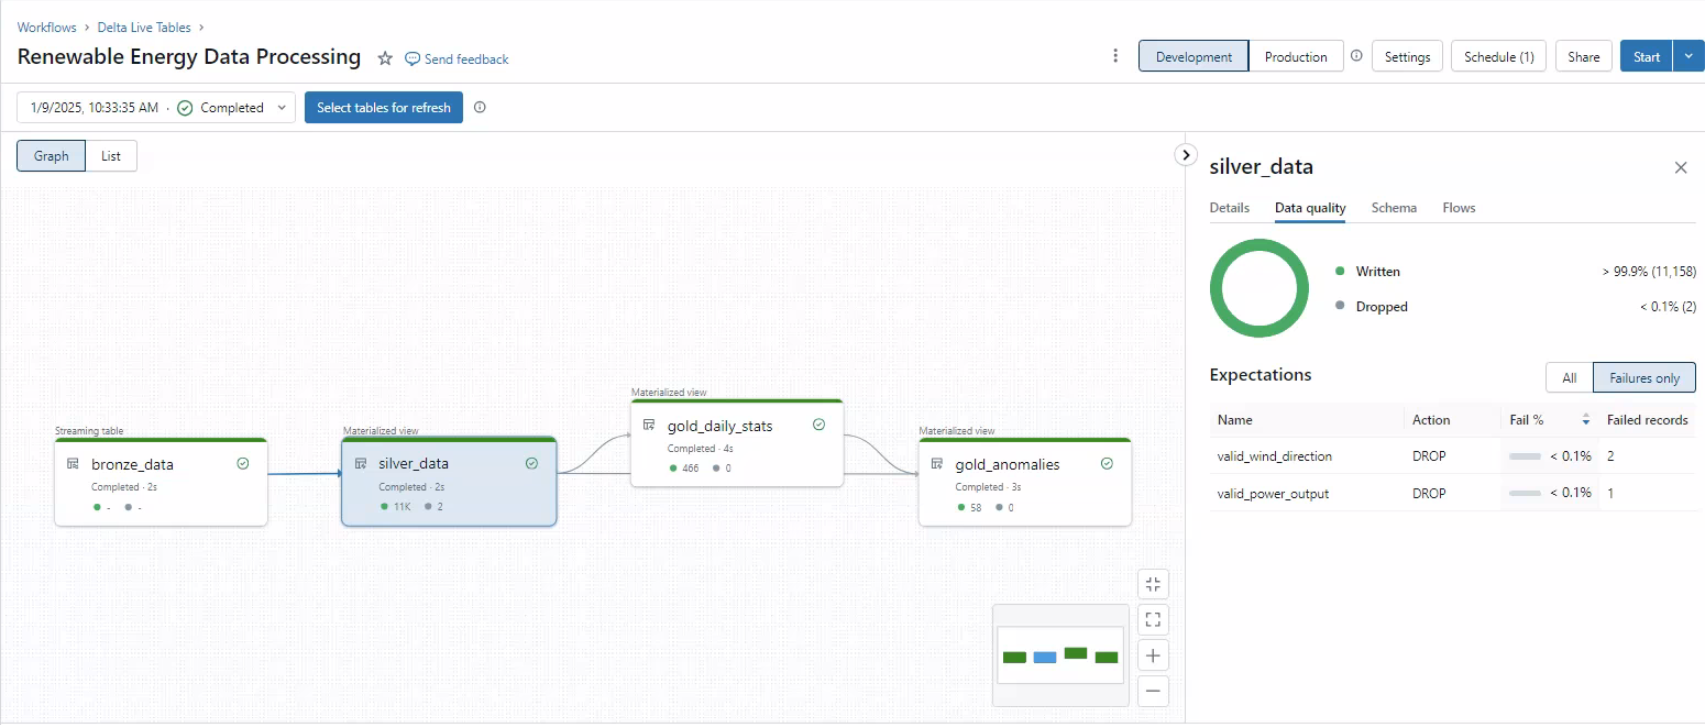 Workflows > Delta Live Tables >
Renewable Energy Data Processing
Send feedback
Development
Production
Settings
Schedule (1)
Share
Start
1/9/2025, 10:33:35 AM · Completed
Select tables for refresh
Graph
List
silver_data
Details
Data quality
Schema
Flows
Written > 99.9% (11,158)
Dropped < 0.1% (2)
Expectations
All
Failures only
Name Action Fail % Failed records
valid_wind_direction DROP < 0.1% 2
valid_power_output DROP < 0.1% 1
Streaming table
bronze_data
Completed · 2s
- -
Materialized view
silver_data
Completed · 2s
11K 2
Materialized view
gold_daily_stats
Completed · 4s
466 0
Materialized view
gold_anomalies
Completed · 3s
58 0